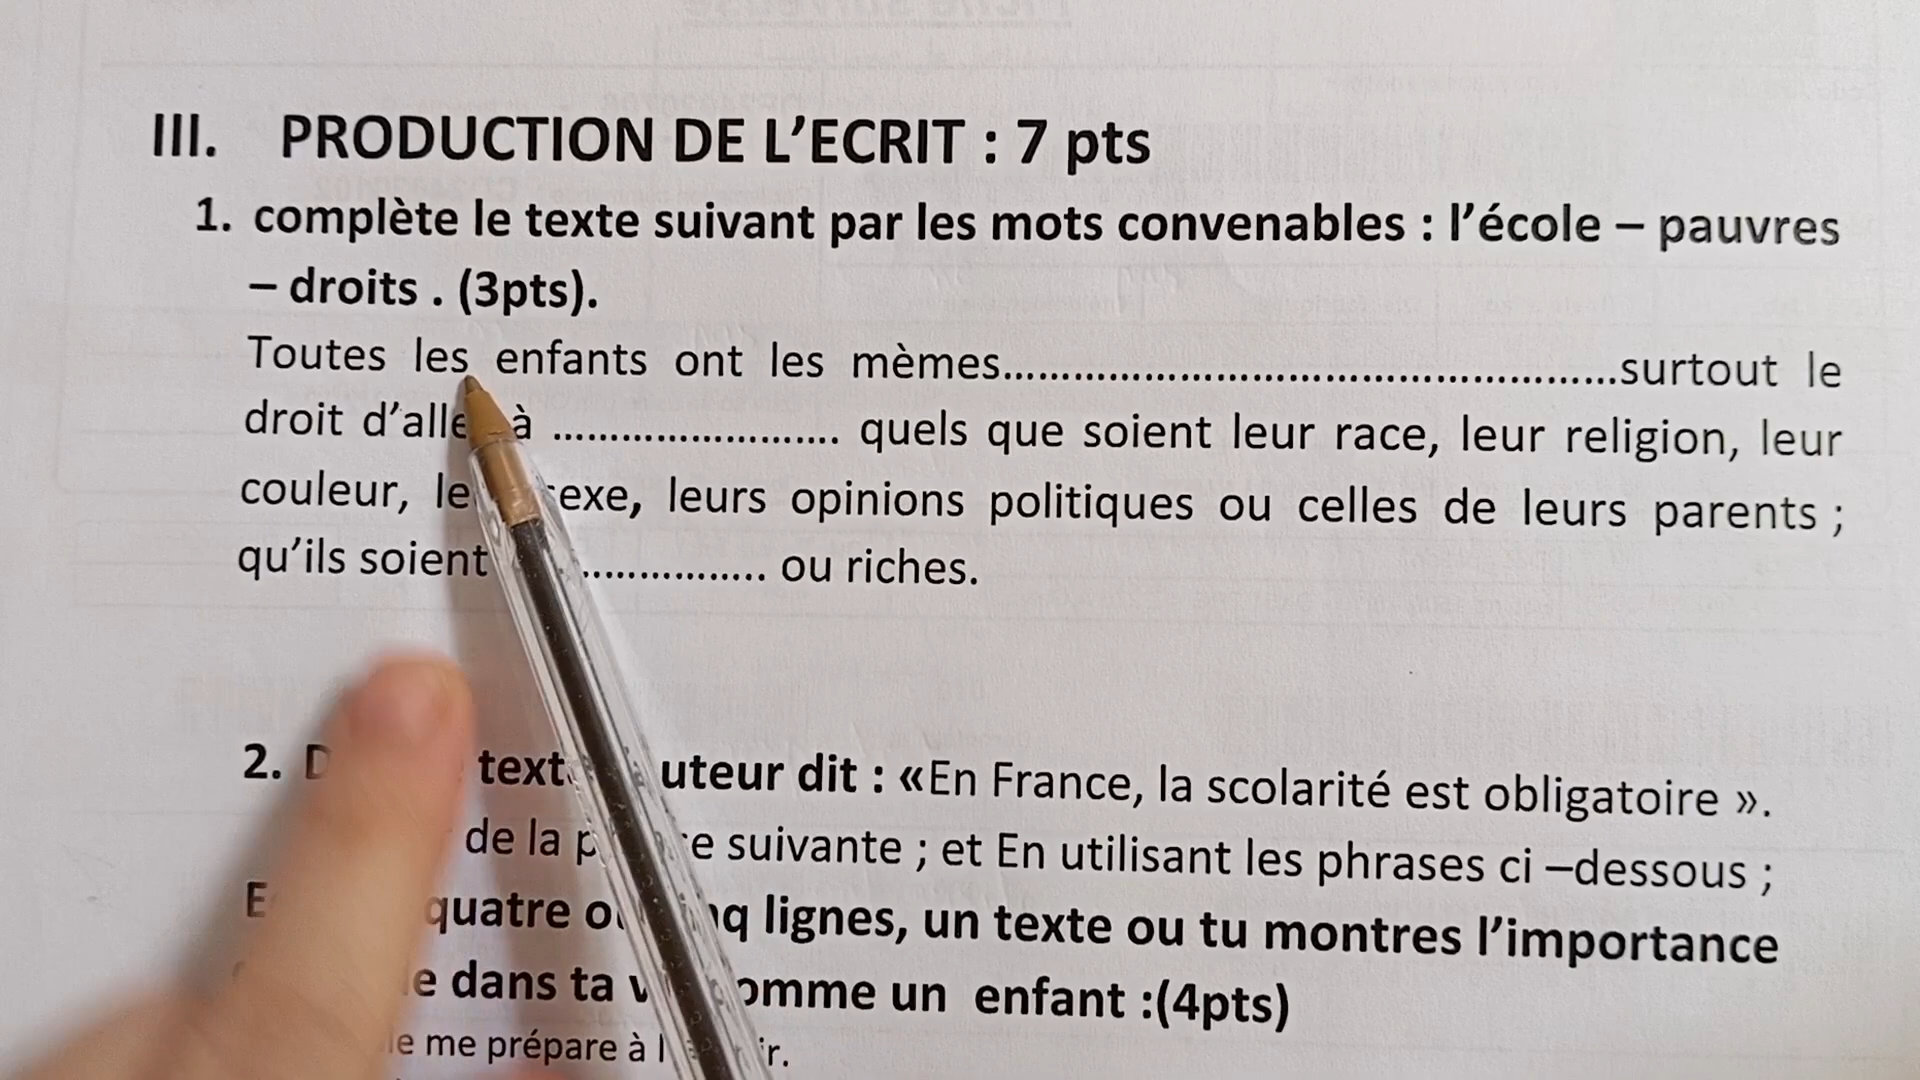 III. PRODUCTION DE L'ECRIT : 7 pts
1. complète le texte suivant par les mots convenables : l'école – pauvres
– droits . (3pts).
Toutes les enfants ont les mèmes............................................................surtout le
droit d'alle à ............................ quels que soient leur race, leur religion, leur
couleur, le exe, leurs opinions politiques ou celles de leurs parents ;
qu'ils soient .................. ou riches.
2. text uteur dit : «En France, la scolarité est obligatoire ».
de la suivante ; et En utilisant les phrases ci –dessous ;
quatre lignes, un texte ou tu montres l'importance
dans ta omme un enfant :(4pts)
me prépare à